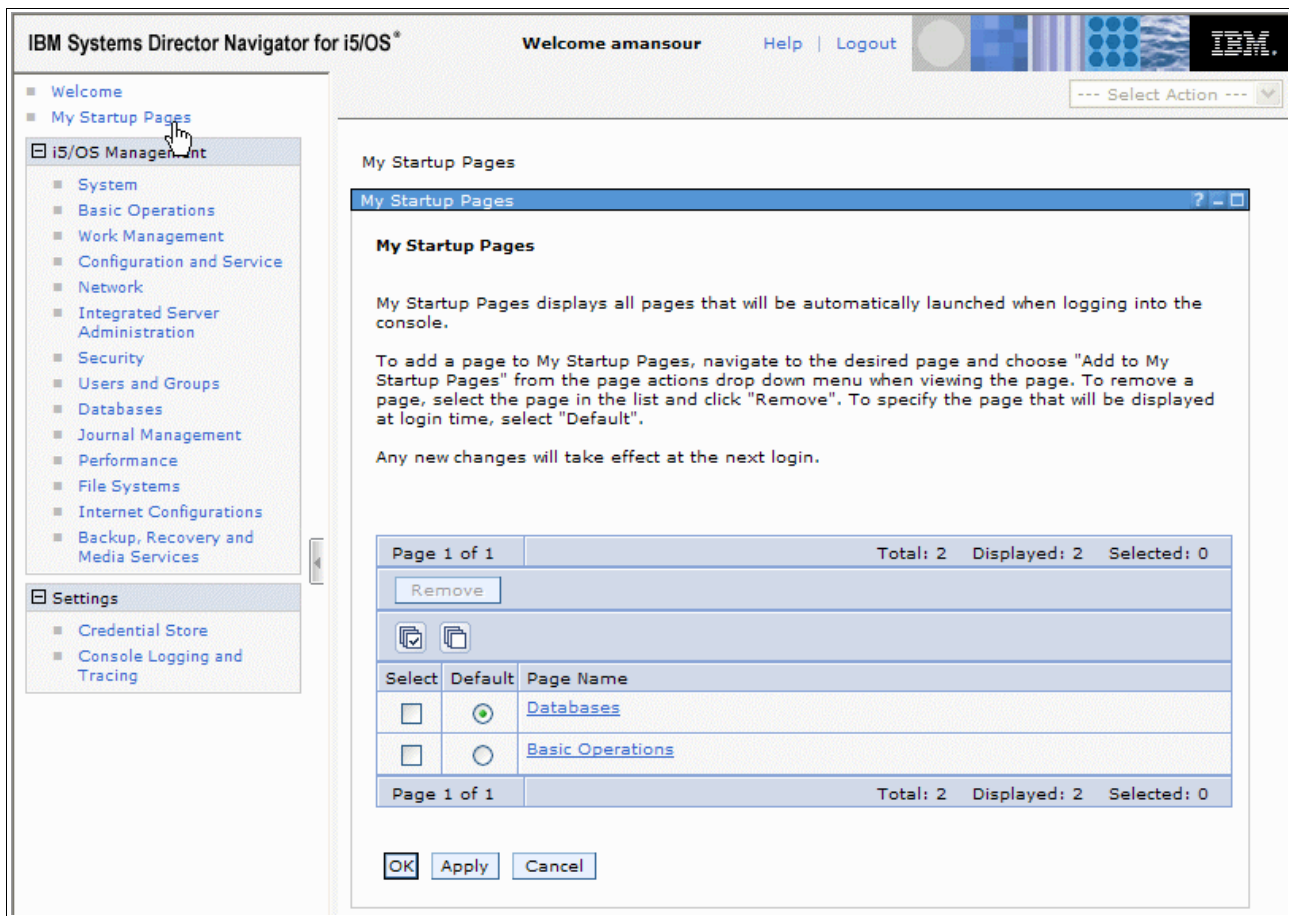 IBM Systems Director Navigator for i5/OS®
Welcome amansour
Help | Logout
IBM.
Welcome
My Startup Pages
--- Select Action ---
i5/OS Management
System
Basic Operations
Work Management
Configuration and Service
Network
Integrated Server
Administration
Security
Users and Groups
Databases
Journal Management
Performance
File Systems
Internet Configurations
Backup, Recovery and
Media Services
Settings
Credential Store
Console Logging and
Tracing
My Startup Pages
My Startup Pages
?
My Startup Pages
My Startup Pages displays all pages that will be automatically launched when logging into the
console.
To add a page to My Startup Pages, navigate to the desired page and choose "Add to My
Startup Pages" from the page actions drop down menu when viewing the page. To remove a
page, select the page in the list and click "Remove". To specify the page that will be displayed
at login time, select "Default".
Any new changes will take effect at the next login.
Page 1 of 1 Total: 2 Displayed: 2 Selected: 0
Remove
Select Default Page Name
Databases
Basic Operations
Page 1 of 1 Total: 2 Displayed: 2 Selected: 0
OK Apply Cancel